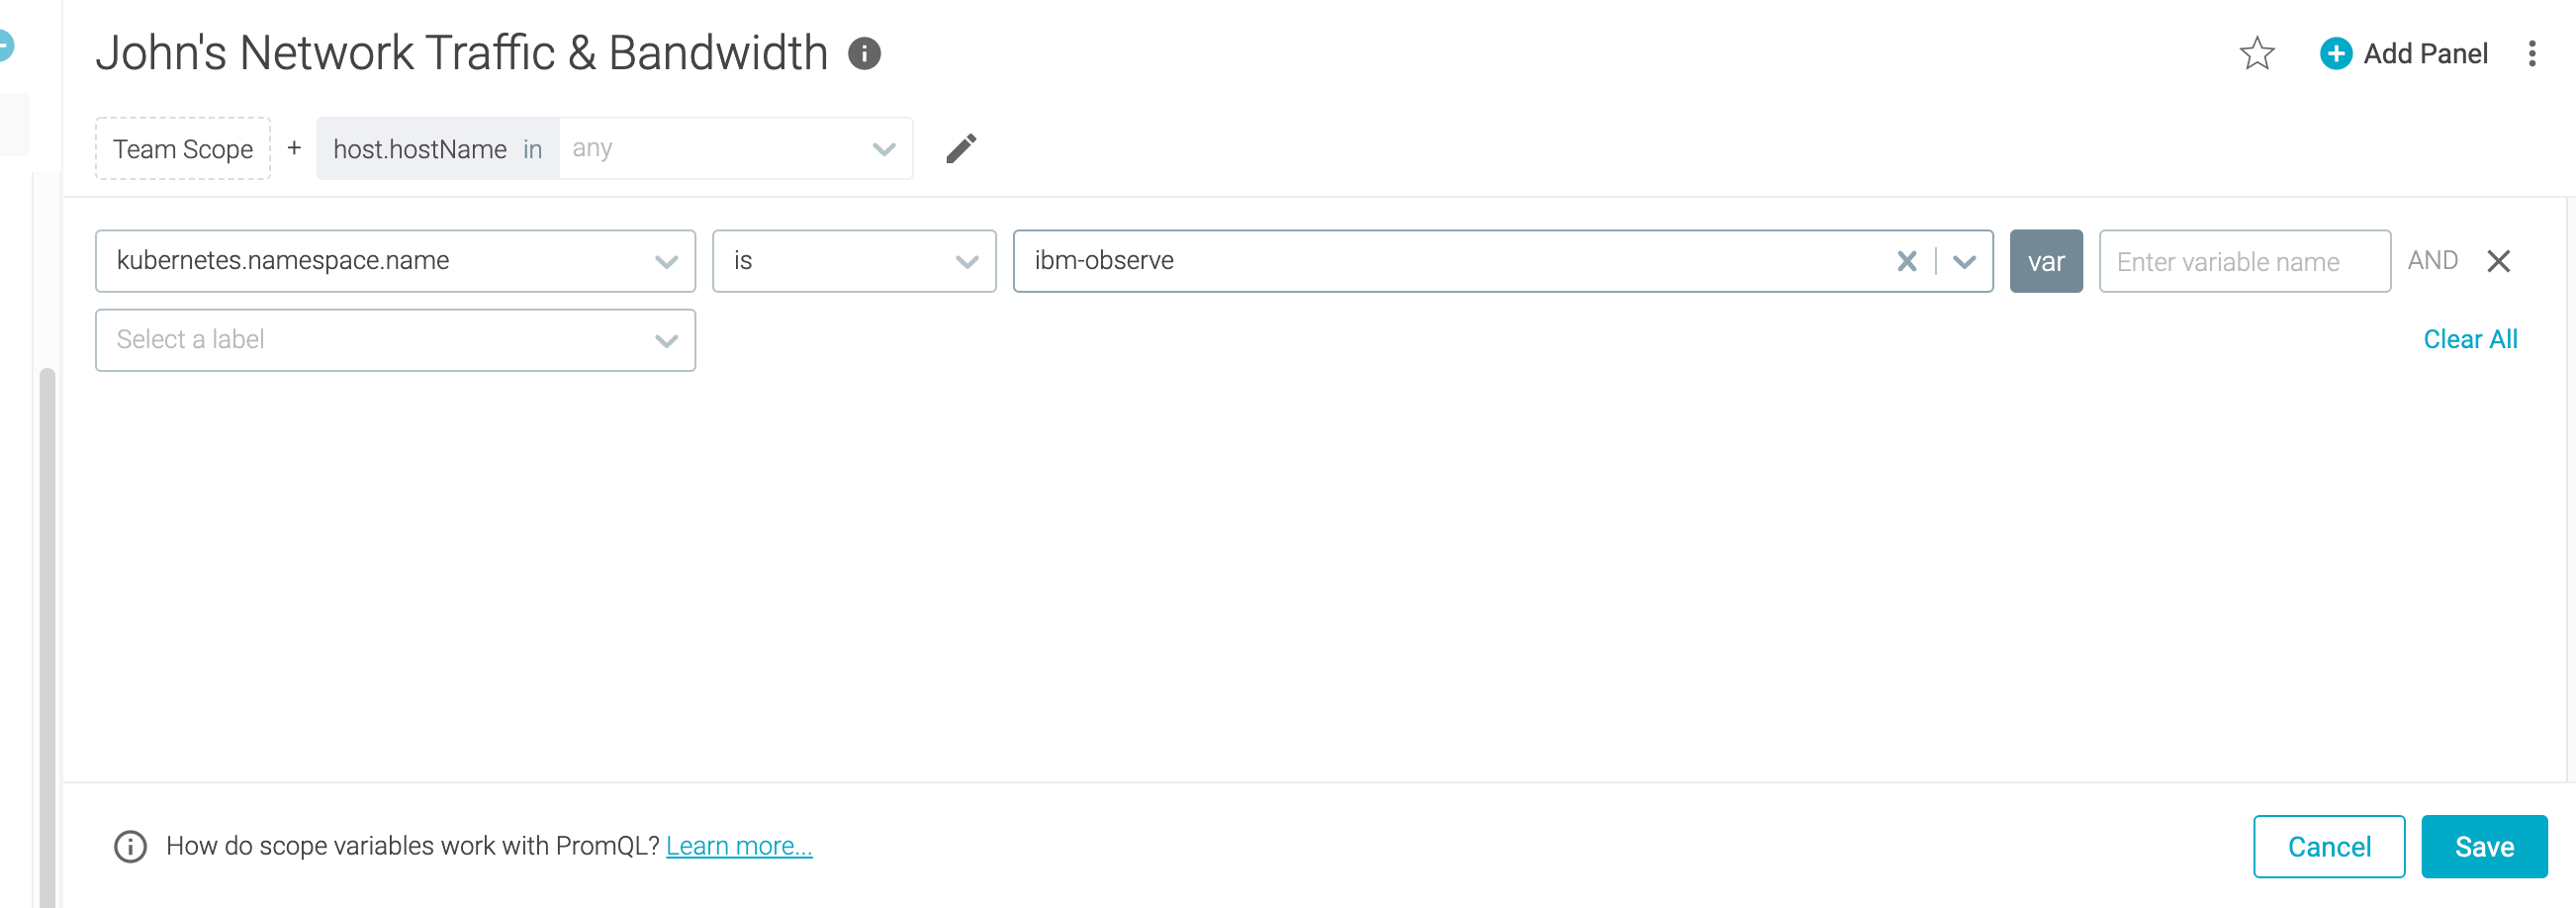 John's Network Traffic & Bandwidth
Add Panel
Team Scope + host.hostName in any
kubernetes.namespace.name is ibm-observe var Enter variable name AND
Select a label
Clear All
How do scope variables work with PromQL? Learn more...
Cancel Save